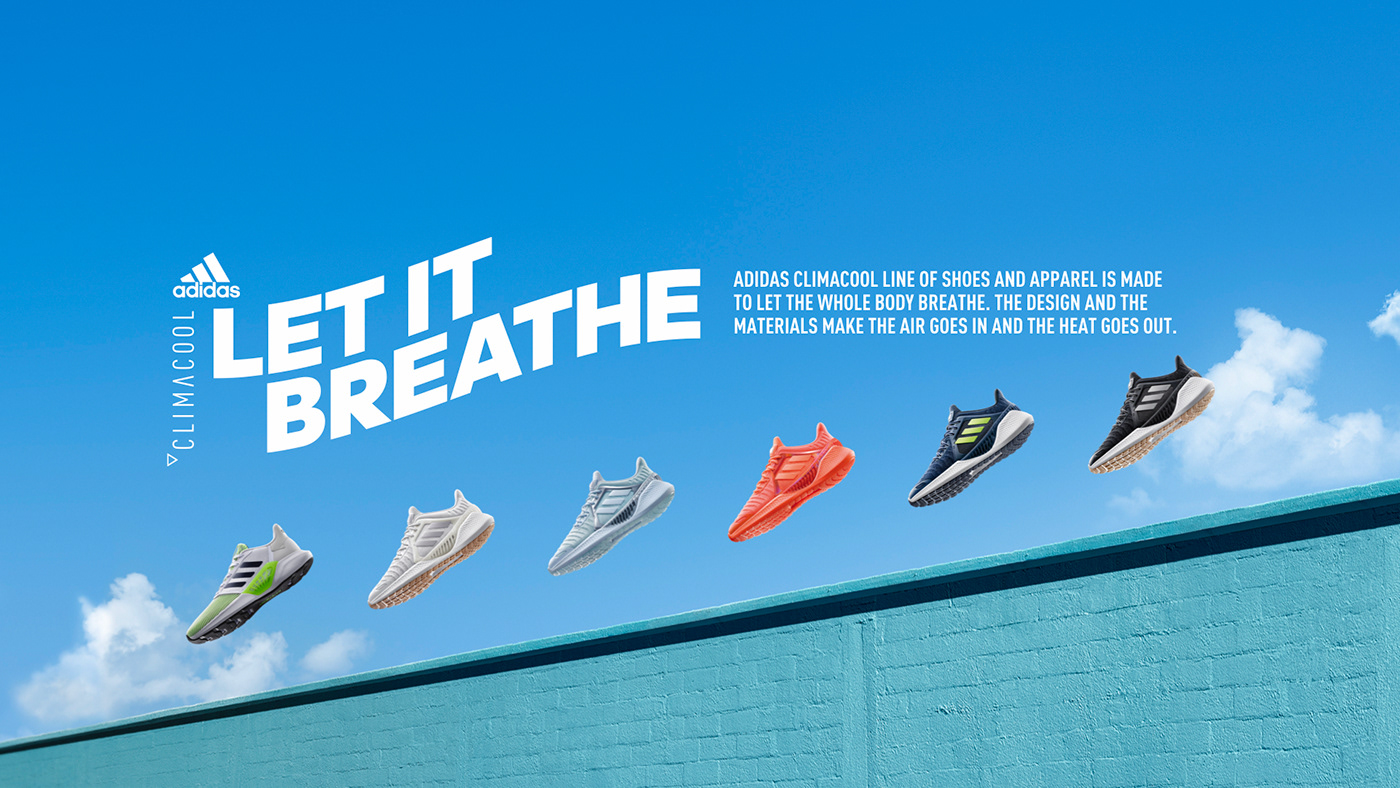 adidas
CLIMACOOL
LET IT
BREATHE
ADIDAS CLIMACOOL LINE OF SHOES AND APPAREL IS MADE
TO LET THE WHOLE BODY BREATHE. THE DESIGN AND THE
MATERIALS MAKE THE AIR GOES IN AND THE HEAT GOES OUT.